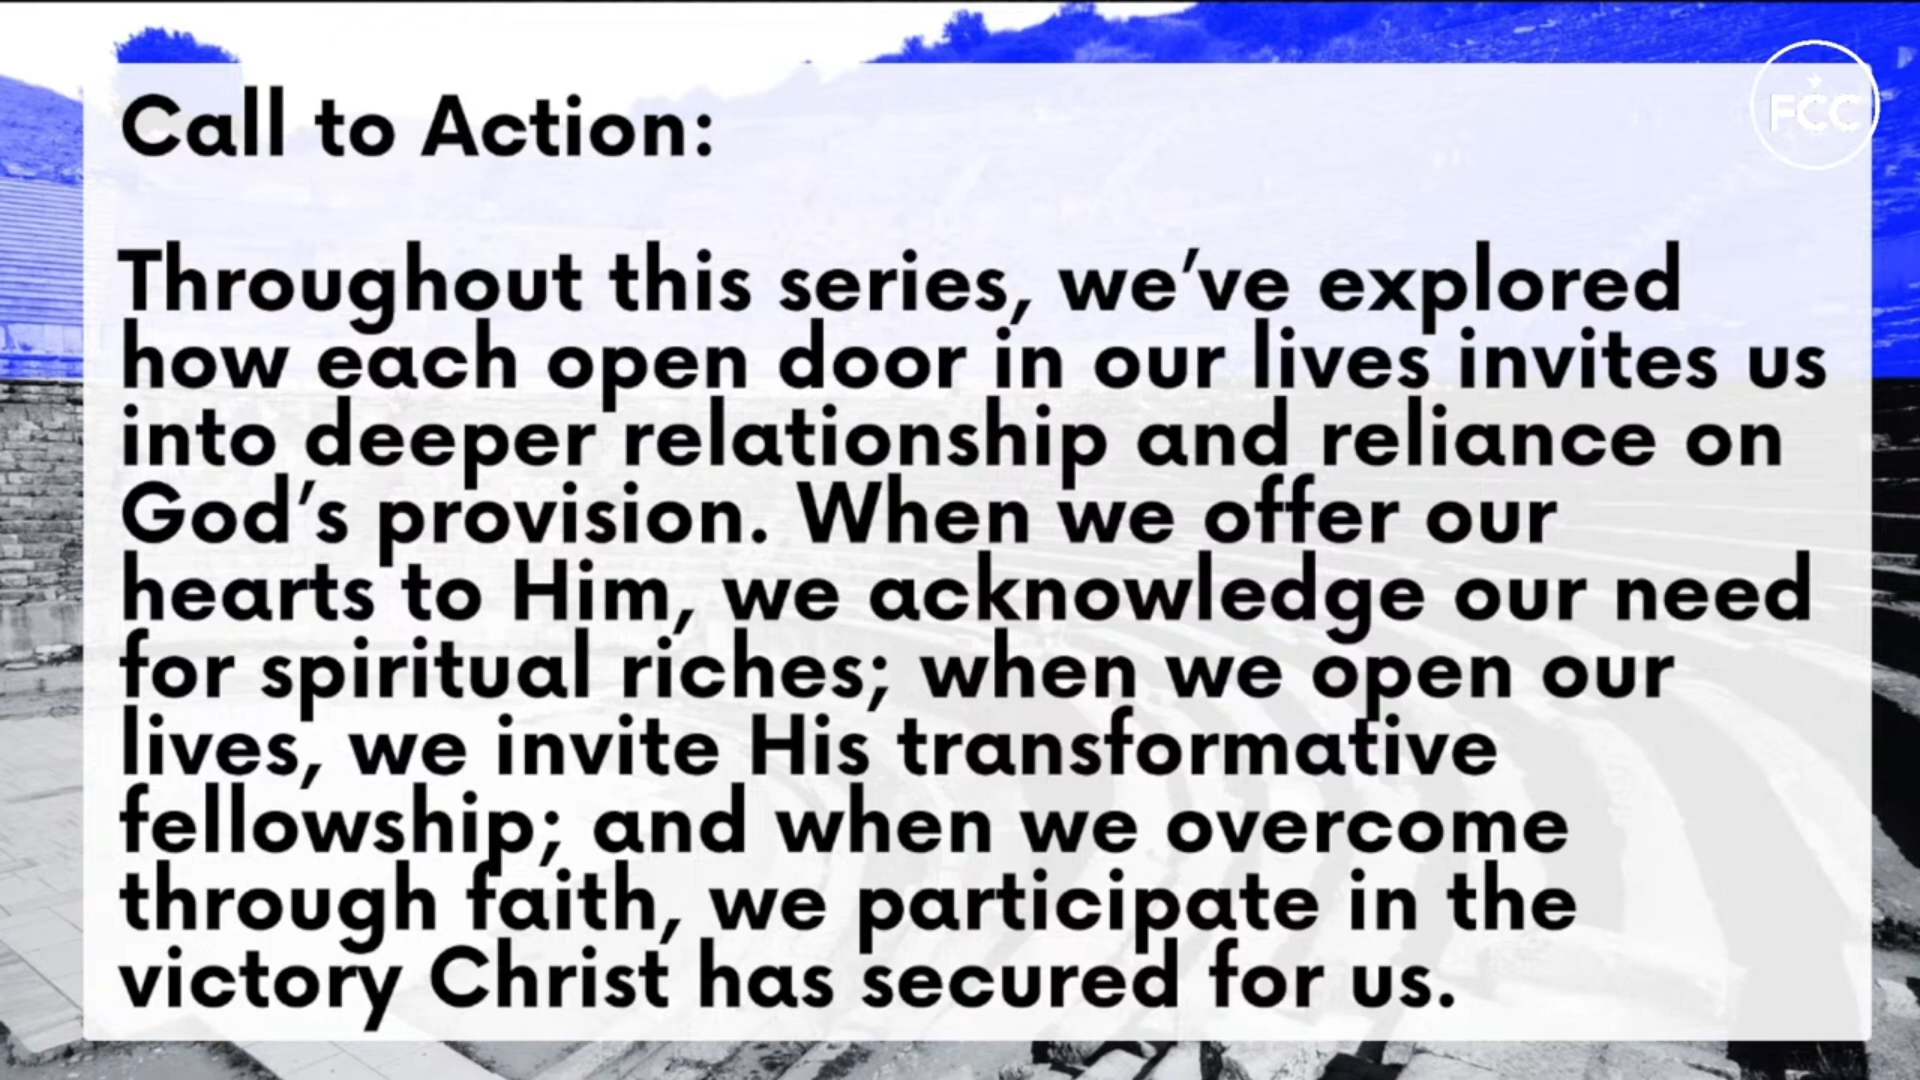 FCC
Call to Action:
Throughout this series, we’ve explored
how each open door in our lives invites us
into deeper relationship and reliance on
God’s provision. When we offer our
hearts to Him, we acknowledge our need
for spiritual riches; when we open our
lives, we invite His transformative
fellowship; and when we overcome
through faith, we participate in the
victory Christ has secured for us.